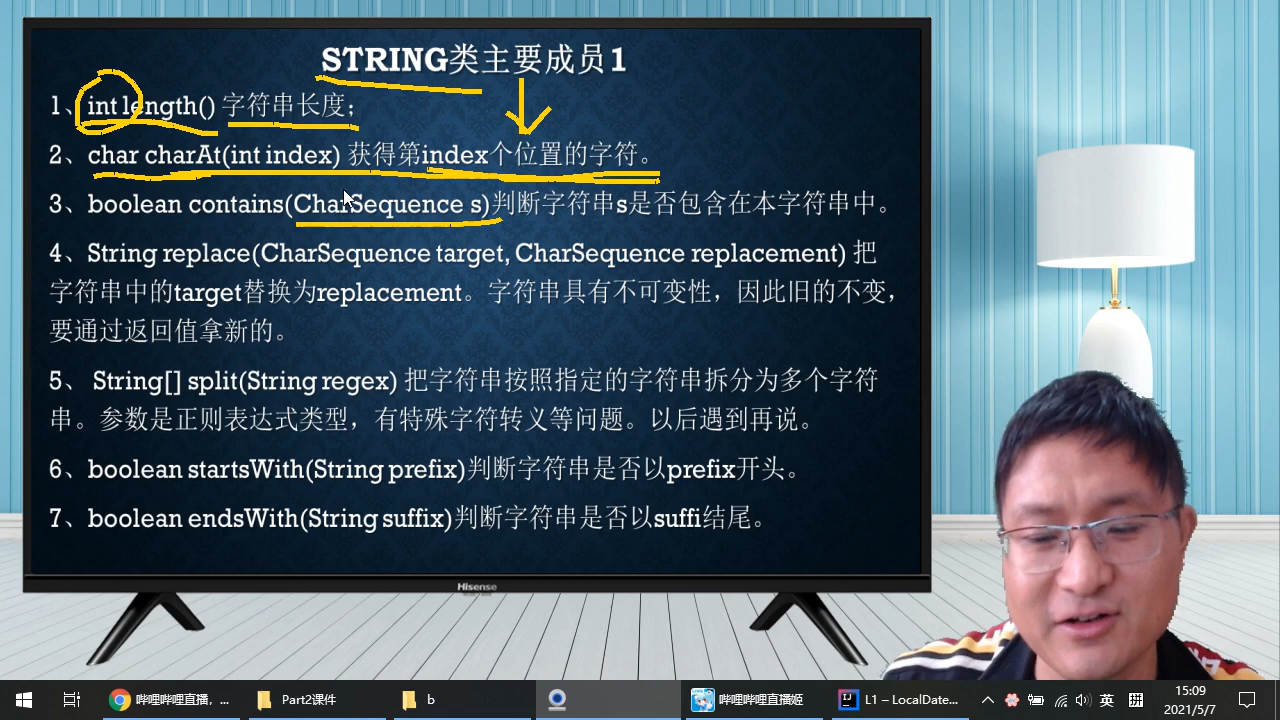 STRING类主要成员1
1、int length() 字符串长度;
2、char charAt(int index) 获得第index个位置的字符。
3、boolean contains(CharSequence s)判断字符串s是否包含在本字符串中。
4、String replace(CharSequence target, CharSequence replacement) 把
字符串中的target替换为replacement。字符串具有不可变性，因此旧的不变，
要通过返回值拿新的。
5、 String[] split(String regex) 把字符串按照指定的字符串拆分为多个字符
串。参数是正则表达式类型，有特殊字符转义等问题。以后遇到再说。
6、boolean startsWith(String prefix)判断字符串是否以prefix开头。
7、boolean endsWith(String suffix)判断字符串是否以suffi结尾。
Hisense
哔哩哔哩直播，...
Part2课件
b
哔哩哔哩直播姬
L1 – LocalDate...
英
拼
15:09
2021/5/7